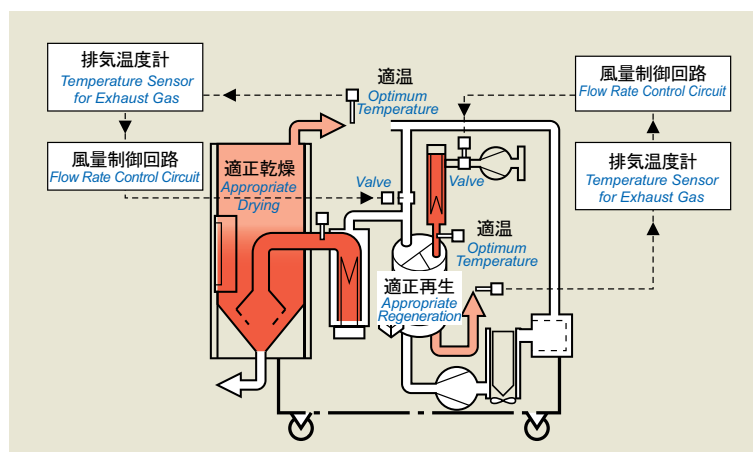 排気温度計
Temperature Sensor
for Exhaust Gas
風量制御回路
Flow Rate Control Circuit
適正乾燥
Appropriate
Drying
適温
Optimum
Temperature
Valve
Valve
適温
Optimum
Temperature
適正再生
Appropriate
Regeneration
風量制御回路
Flow Rate Control Circuit
排気温度計
Temperature Sensor
for Exhaust Gas